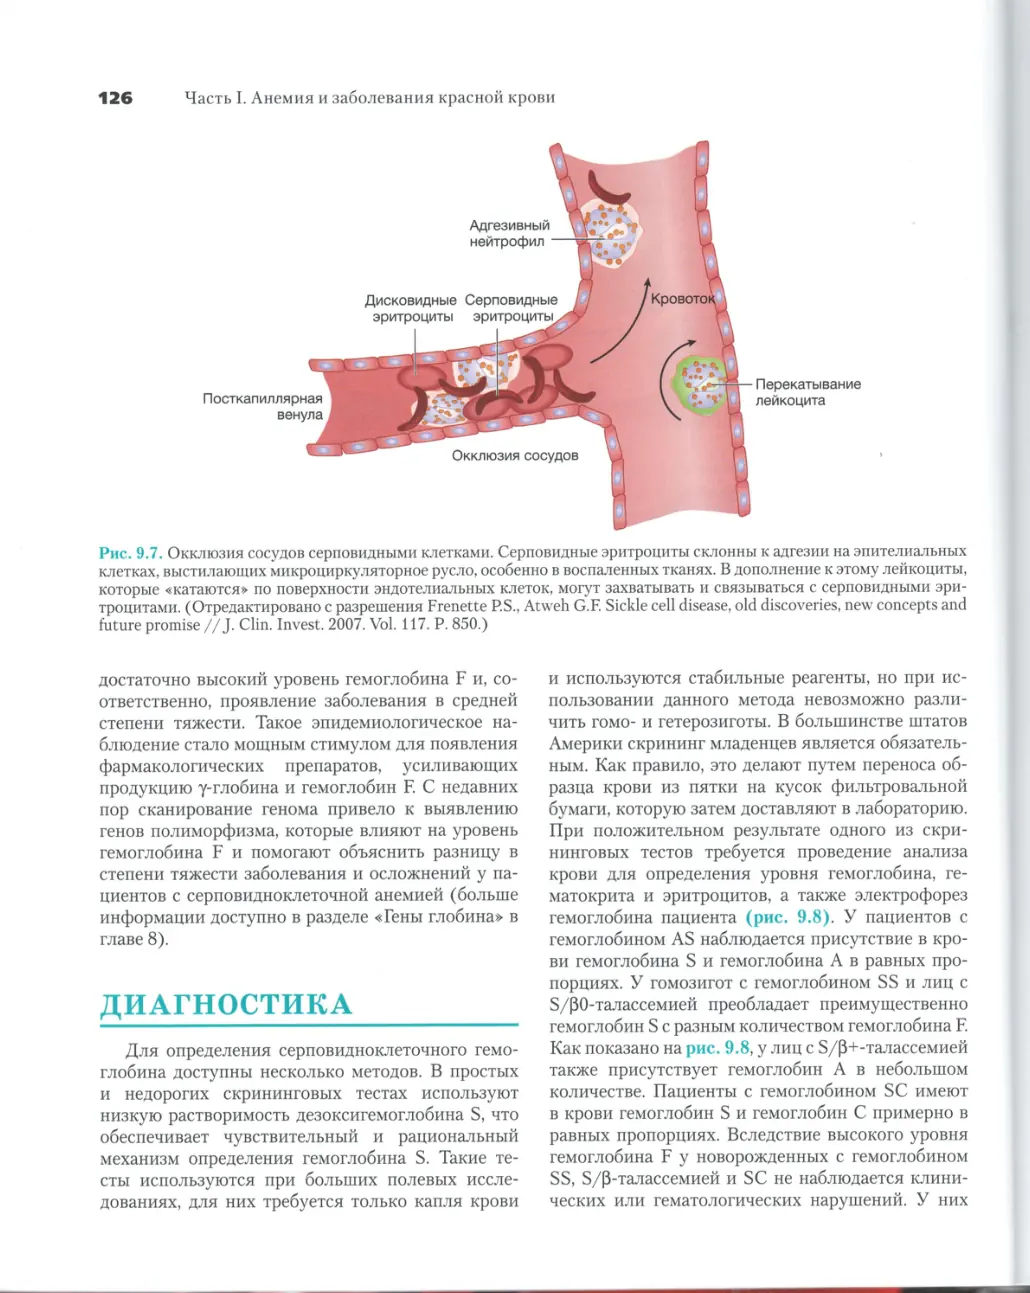 126 Часть I. Анемия и заболевания красной крови
Адгезивный
нейтрофил
Дисковидные Серповидные
эритроциты эритроциты
Кровоток
Посткапиллярная
венула
Перекатывание
лейкоцита
Окклюзия сосудов
Рис. 9.7. Окклюзия сосудов серповидными клетками. Серповидные эритроциты склонны к адгезии на эпителиальных
клетках, выстилающих микроциркуляторное русло, особенно в воспаленных тканях. В дополнение к этому лейкоциты,
которые «катаются» по поверхности эндотелиальных клеток, могут захватывать и связываться с серповидными эри-
троцитами. (Отредактировано с разрешения Frenette P.S., Atweh G.F. Sickle cell disease, old discoveries, new concepts and
future promise // J. Clin. Invest. 2007. Vol. 117. P. 850.)
достаточно высокий уровень гемоглобина F и, со-
ответственно, проявление заболевания в средней
степени тяжести. Такое эпидемиологическое на-
блюдение стало мощным стимулом для появления
фармакологических препаратов, усиливающих
продукцию γ-глобина и гемоглобин F. С недавних
пор сканирование генома привело к выявлению
генов полиморфизма, которые влияют на уровень
гемоглобина F и помогают объяснить разницу в
степени тяжести заболевания и осложнений у па-
циентов с серповидноклеточной анемией (больше
информации доступно в разделе «Гены глобина» в
главе 8).
ДИАГНОСТИКА
Для определения серповидноклеточного гемо-
глобина доступны несколько методов. В простых
и недорогих скрининговых тестах используют
низкую растворимость дезоксигемоглобина S, что
обеспечивает чувствительный и рациональный
механизм определения гемоглобина S. Такие те-
сты используются при больших полевых иссле-
дованиях, для них требуется только капля крови
и используются стабильные реагенты, но при ис-
пользовании данного метода невозможно разли-
чить гомо- и гетерозиготы. В большинстве штатов
Америки скрининг младенцев является обязатель-
ным. Как правило, это делают путем переноса об-
разца крови из пятки на кусок фильтровальной
бумаги, которую затем доставляют в лабораторию.
При положительном результате одного из скри-
нинговых тестов требуется проведение анализа
крови для определения уровня гемоглобина, ге-
матокрита и эритроцитов, а также электрофорез
гемоглобина пациента (рис. 9.8). У пациентов с
гемоглобином AS наблюдается присутствие в кро-
ви гемоглобина S и гемоглобина A в равных про-
порциях. У гомозигот с гемоглобином SS и лиц с
S/β0-талассемией преобладает преимущественно
гемоглобин S с разным количеством гемоглобина F.
Как показано на рис. 9.8, у лиц с S/β+-талассемией
также присутствует гемоглобин A в небольшом
количестве. Пациенты с гемоглобином SC имеют
в крови гемоглобин S и гемоглобин C примерно в
равных пропорциях. Вследствие высокого уровня
гемоглобина F у новорожденных с гемоглобином
SS, S/β-талассемией и SC не наблюдается клини-
ческих или гематологических нарушений. У них